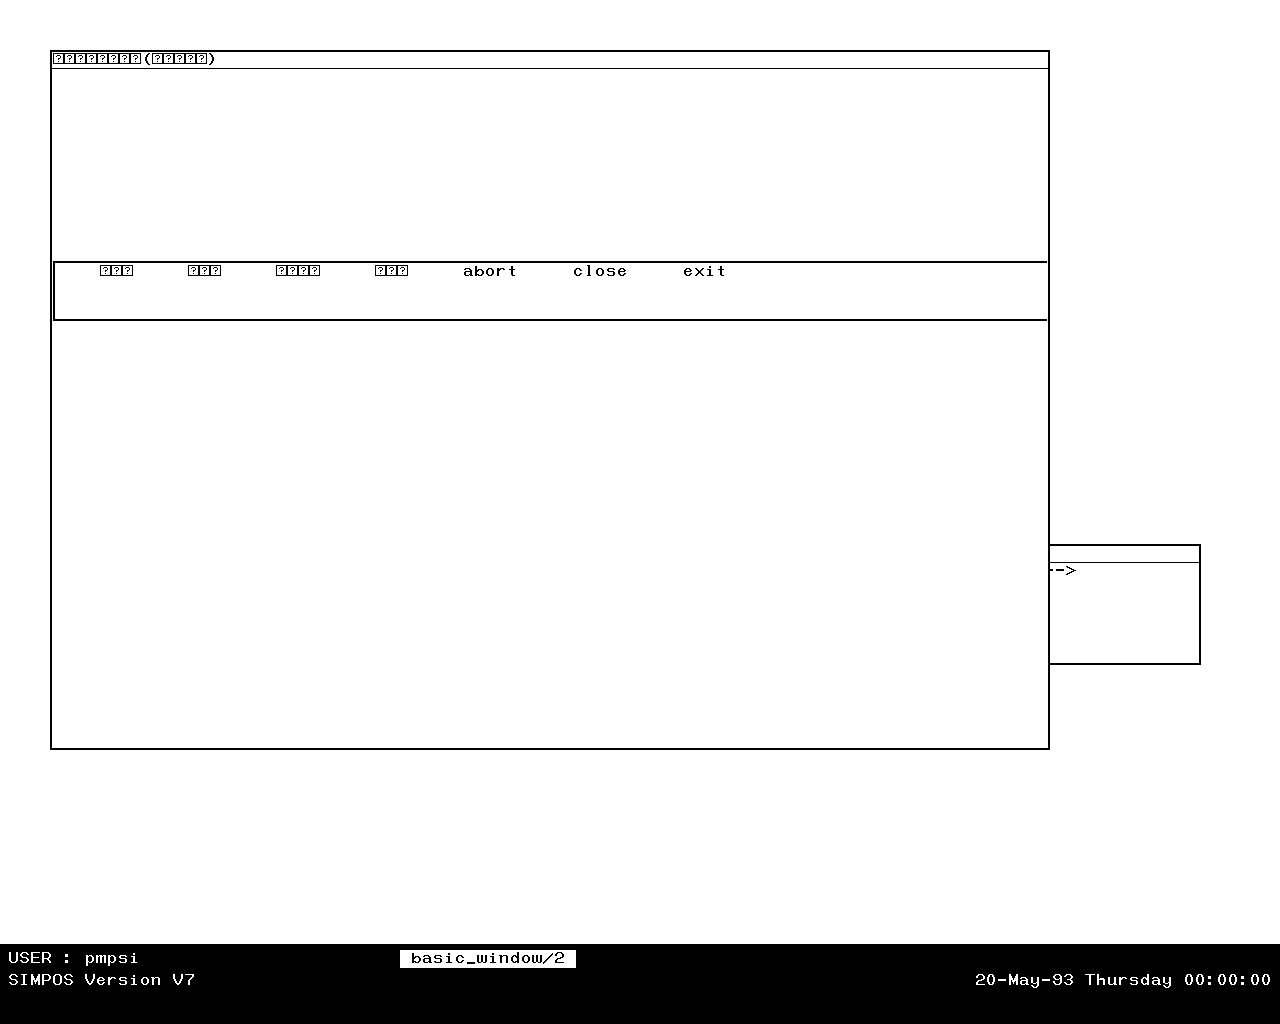 abort close exit
-->
USER : pmpsi
basic_window/2
SIMPOS Version V7
20-May-93 Thursday 00:00:00